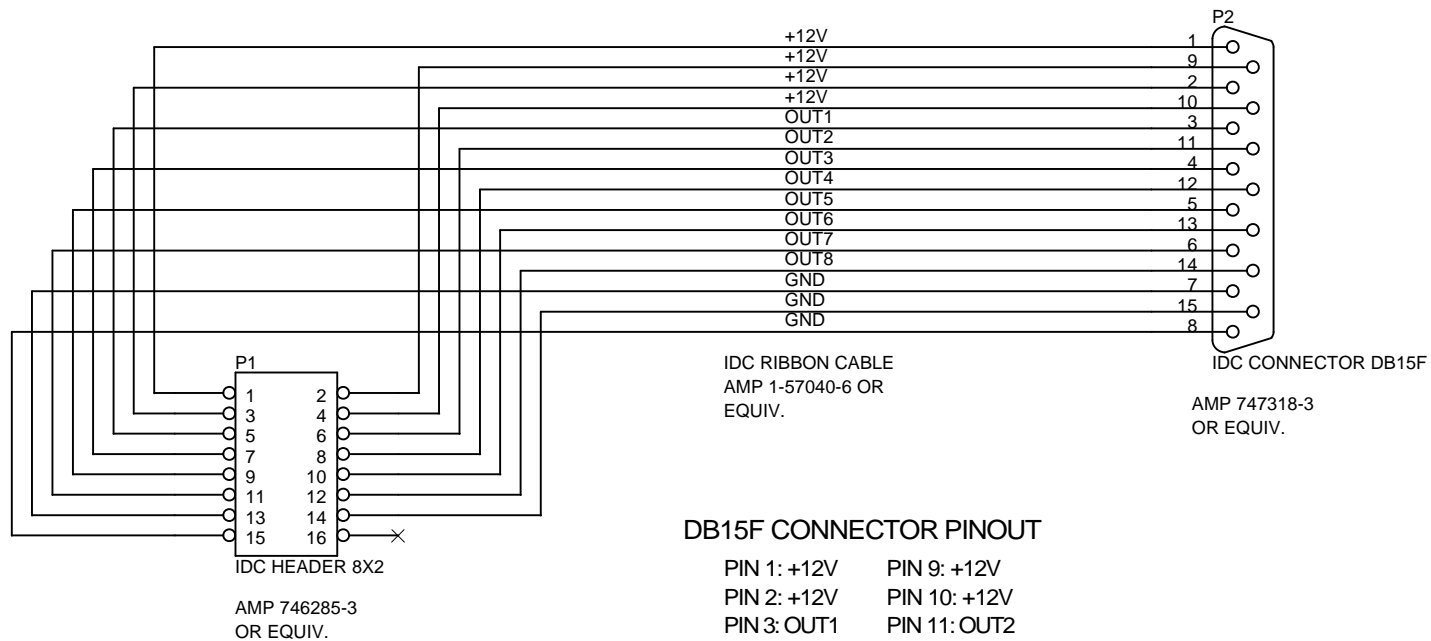 P2
+12V 1
+12V 9
+12V 2
+12V 10
OUT1 3
OUT2 11
OUT3 4
OUT4 12
OUT5 5
OUT6 13
OUT7 6
OUT8 14
GND 7
GND 15
GND 8
P1
1 2
3 4
5 6
7 8
9 10
11 12
13 14
15 16
IDC HEADER 8X2
AMP 746285-3
OR EQUIV.
IDC RIBBON CABLE
AMP 1-57040-6 OR
EQUIV.
IDC CONNECTOR DB15F
AMP 747318-3
OR EQUIV.
DB15F CONNECTOR PINOUT
PIN 1: +12V PIN 9: +12V
PIN 2: +12V PIN 10: +12V
PIN 3: OUT1 PIN 11: OUT2